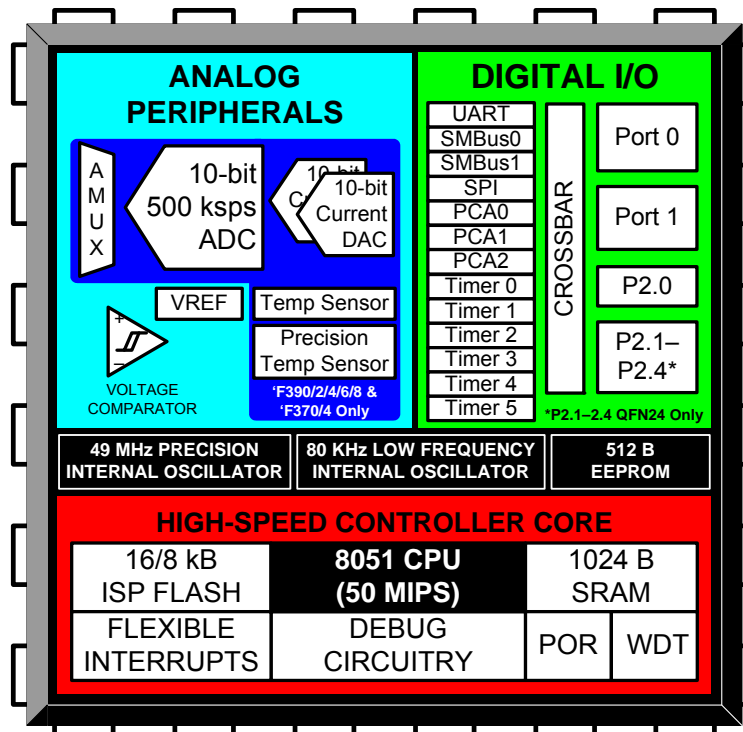 ANALOG
PERIPHERALS
A
M
U
X
10-bit
500 ksps
ADC
10-bit
10-bit
Current
DAC
VREF
Temp Sensor
Precision
Temp Sensor
+
–
VOLTAGE
COMPARATOR
‘F390/2/4/6/8 &
‘F370/4 Only
DIGITAL I/O
UART
SMBus0
SMBus1
SPI
PCA0
PCA1
PCA2
Timer 0
Timer 1
Timer 2
Timer 3
Timer 4
Timer 5
CROSSBAR
Port 0
Port 1
P2.0
P2.1–
P2.4*
*P2.1–2.4 QFN24 Only
49 MHz PRECISION
INTERNAL OSCILLATOR
80 KHz LOW FREQUENCY
INTERNAL OSCILLATOR
512 B
EEPROM
HIGH-SPEED CONTROLLER CORE
16/8 kB
ISP FLASH
8051 CPU
(50 MIPS)
1024 B
SRAM
FLEXIBLE
INTERRUPTS
DEBUG
CIRCUITRY
POR
WDT